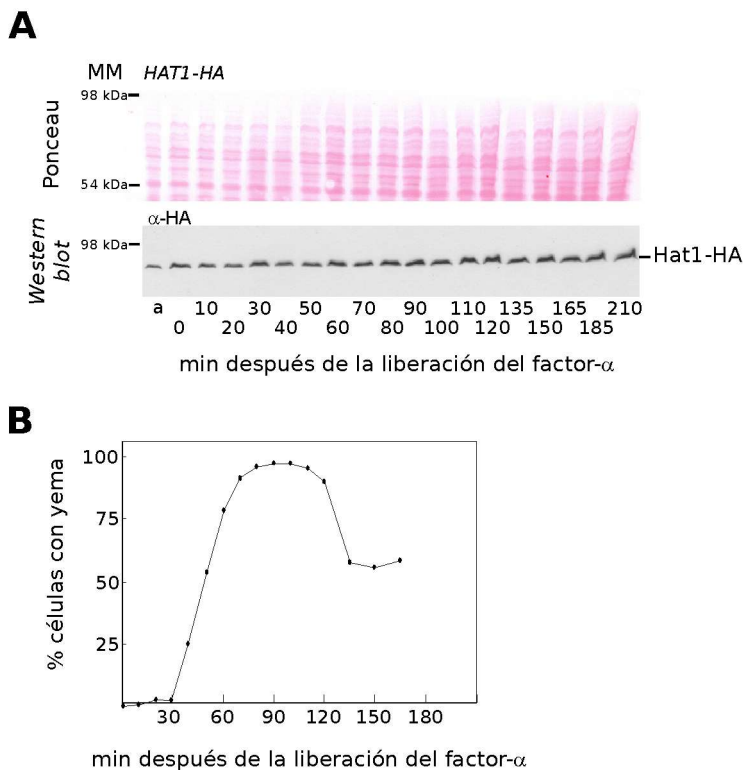 A
MM HAT1-HA
98 kDa
Ponceau
54 kDa
α-HA
98 kDa
Western
blot
Hat1-HA
a 10 30 50 70 90 110 135 165 210
0 20 40 60 80 100 120 150 185
min después de la liberación del factor-α
B
100
75
50
25
% células con yema
30 60 90 120 150 180
min después de la liberación del factor-α